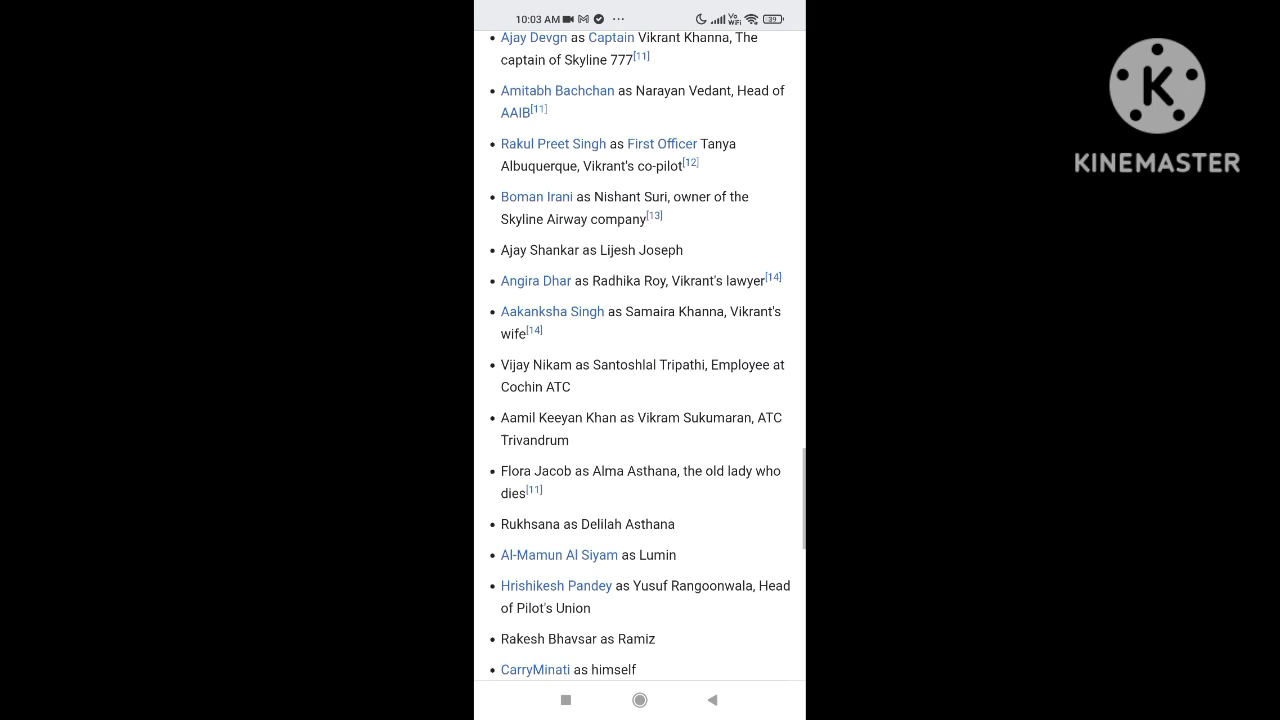 10:03 AM ... Vo WiFi 39
Ajay Devgn as Captain Vikrant Khanna, The
captain of Skyline 777[11]
Amitabh Bachchan as Narayan Vedant, Head of
AAIB[11]
Rakul Preet Singh as First Officer Tanya
Albuquerque, Vikrant's co-pilot[12]
Boman Irani as Nishant Suri, owner of the
Skyline Airway company[13]
Ajay Shankar as Lijesh Joseph
Angira Dhar as Radhika Roy, Vikrant's lawyer[14]
Aakanksha Singh as Samaira Khanna, Vikrant's
wife[14]
Vijay Nikam as Santoshlal Tripathi, Employee at
Cochin ATC
Aamil Keeyan Khan as Vikram Sukumaran, ATC
Trivandrum
Flora Jacob as Alma Asthana, the old lady who
dies[11]
Rukhsana as Delilah Asthana
Al-Mamun Al Siyam as Lumin
Hrishikesh Pandey as Yusuf Rangoonwala, Head
of Pilot's Union
Rakesh Bhavsar as Ramiz
CarryMinati as himself
K
KINEMASTER